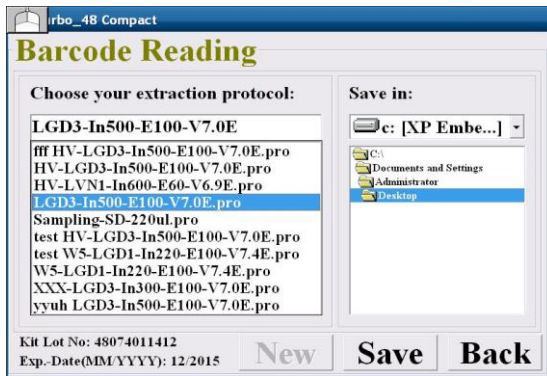 rbo_48 Compact
Barcode Reading
Choose your extraction protocol:
LGD3-In500-E100-V7.0E
fff HV-LGD3-In500-E100-V7.0E.pro
HV-LGD3-In500-E100-V7.0E.pro
HV-LVN1-In600-E60-V6.9E.pro
LGD3-In500-E100-V7.0E.pro
Sampling-SD-220ul.pro
test HV-LGD3-In500-E100-V7.0E.pro
test W5-LGD1-In220-E100-V7.4E.pro
W5-LGD1-In220-E100-V7.4E.pro
XXX-LGD3-In300-E100-V7.0E.pro
yyuh LGD3-In500-E100-V7.0E.pro
Save in:
c: [XP Embe...]
C:\
Documents and Settings
Administrator
Desktop
Kit Lot No: 48074011412
Exp.-Date(MM/YYYY): 12/2015
New
Save
Back